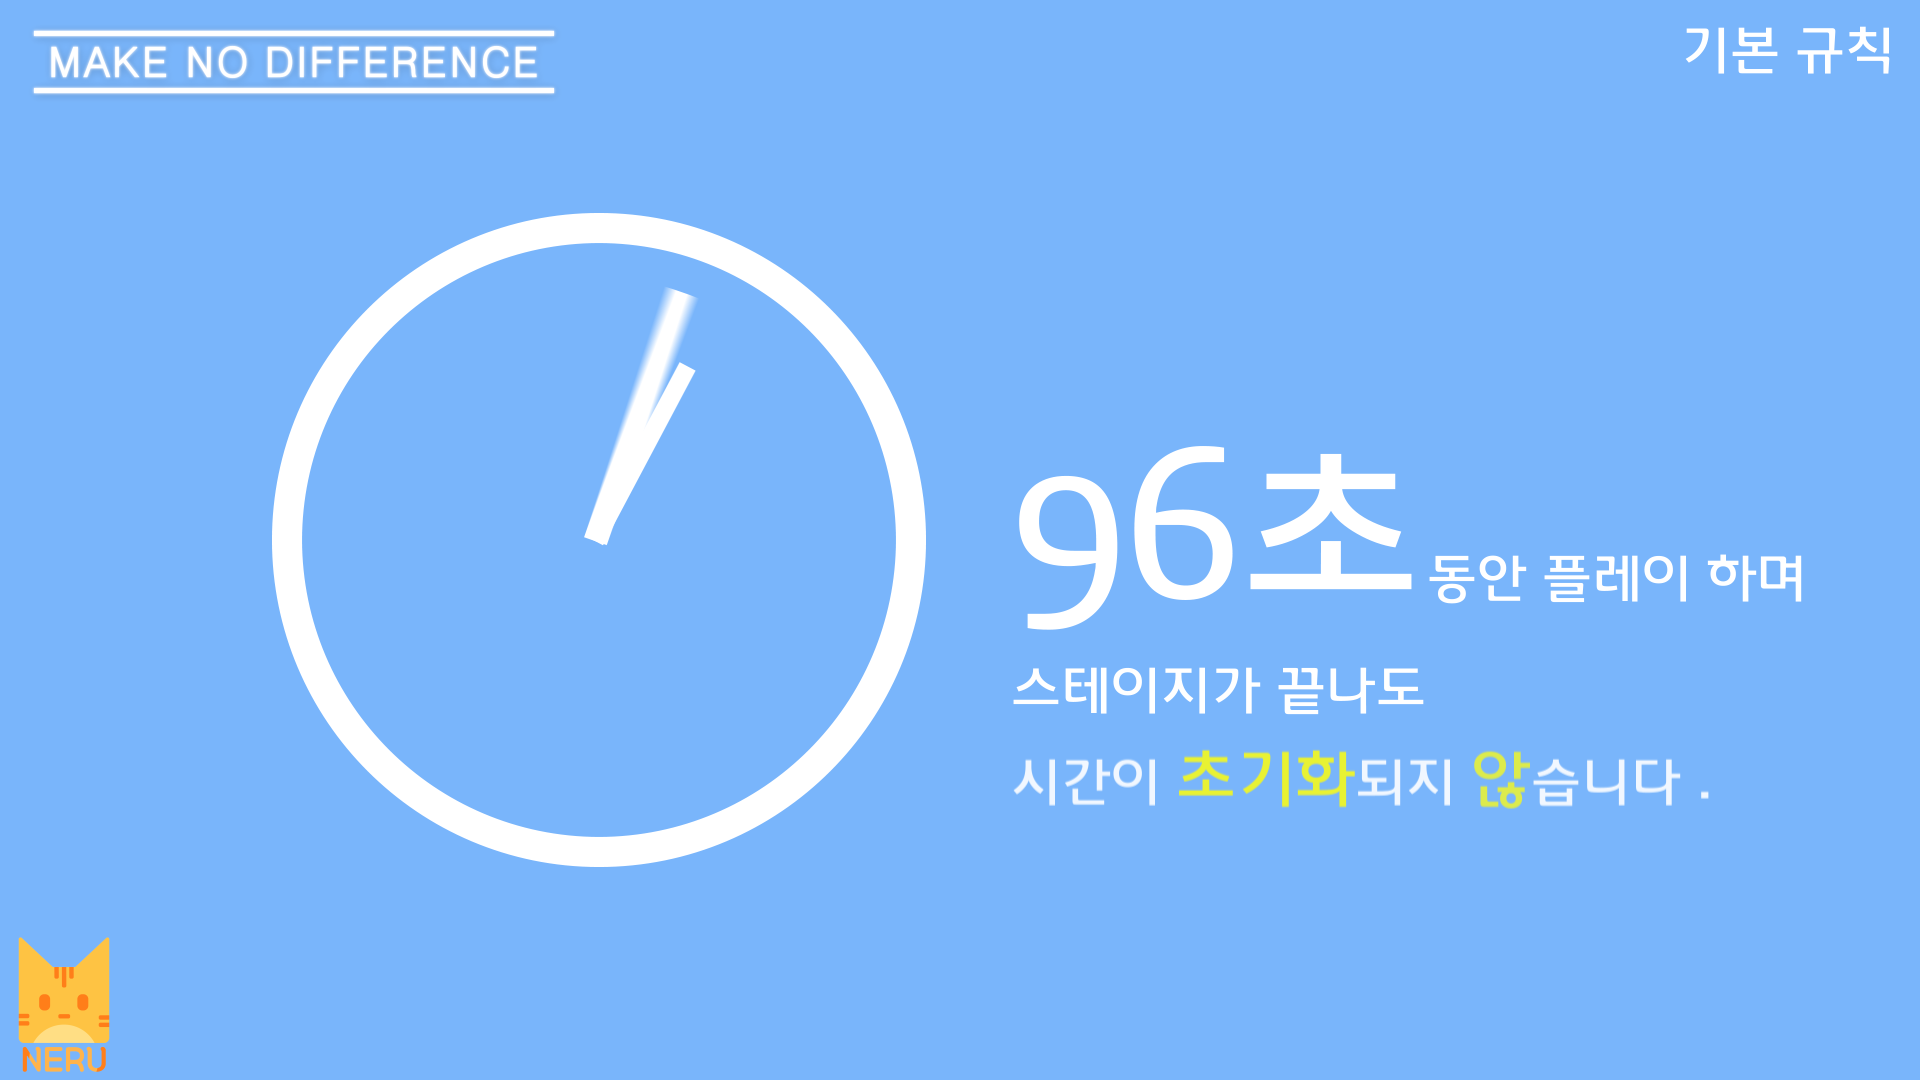 MAKE NO DIFFERENCE
기본 규칙
96초 동안 플레이 하며
스테이지가 끝나도
시간이 초기화되지 않습니다 .
NERU